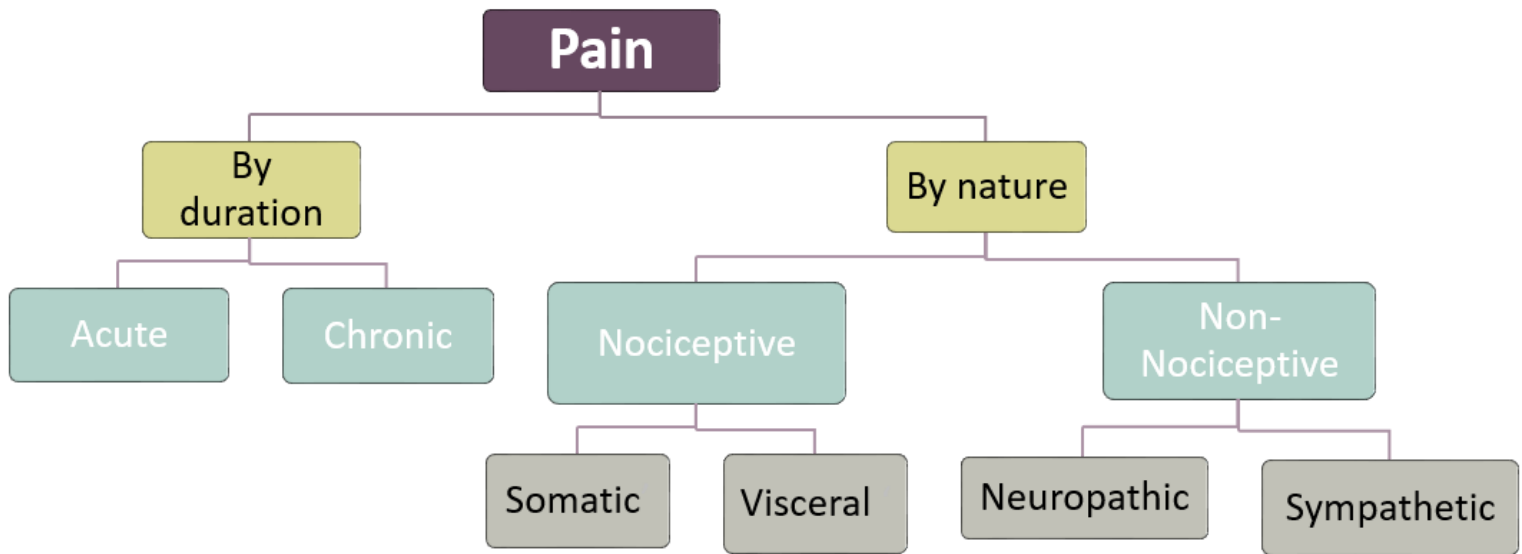 Pain
By
duration
By nature
Acute
Chronic
Nociceptive
Non-
Nociceptive
Somatic
Visceral
Neuropathic
Sympathetic